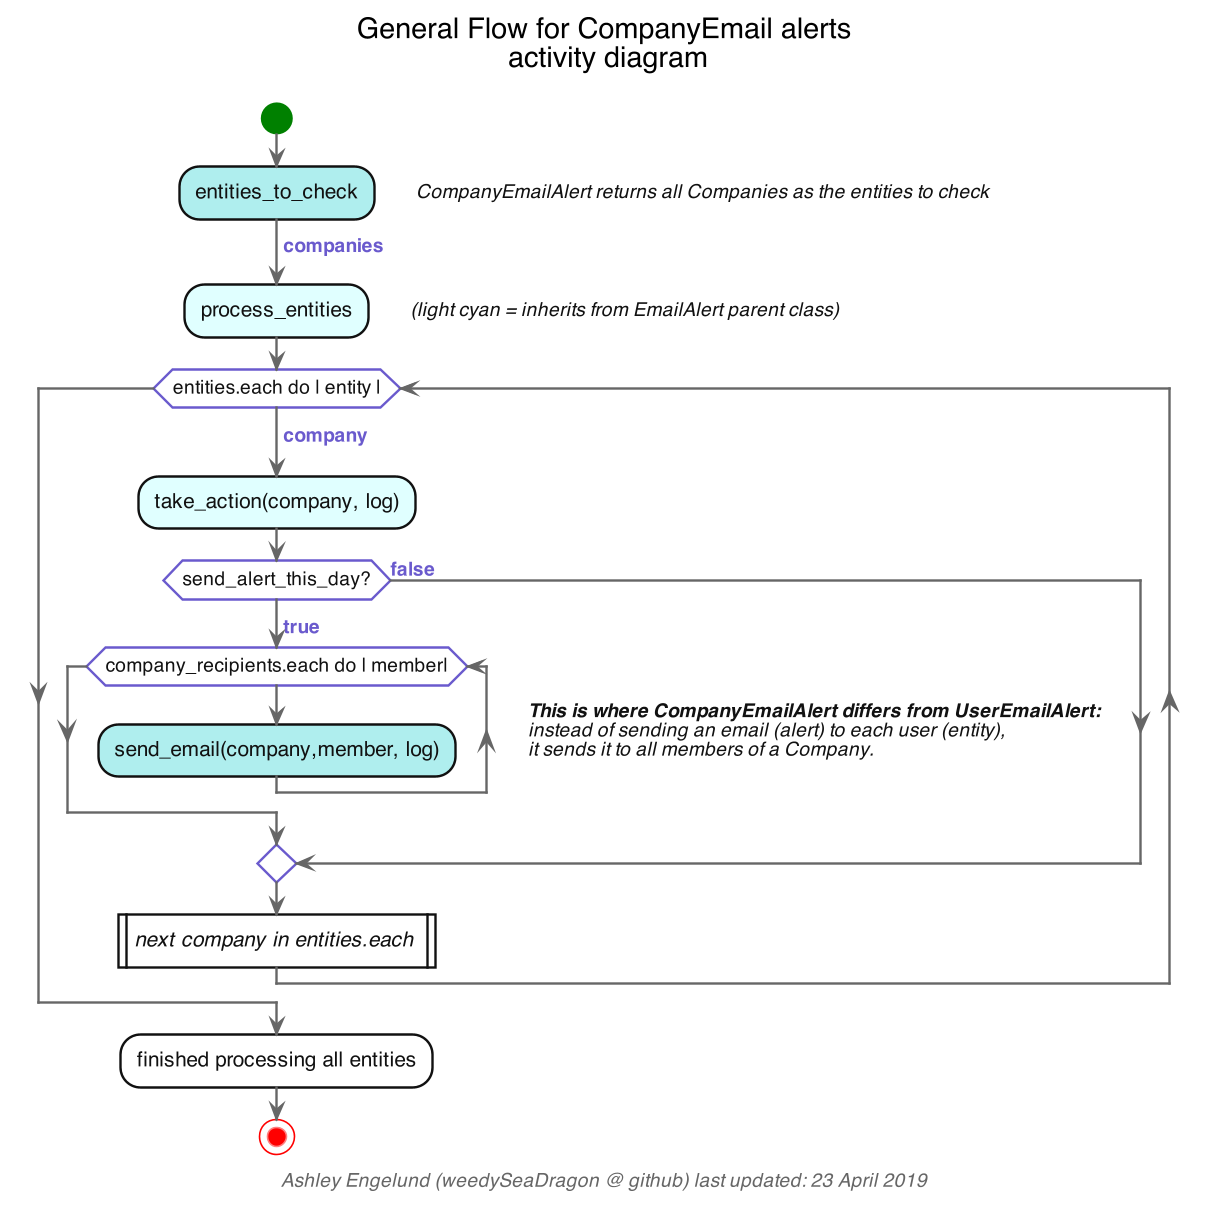 General Flow for CompanyEmail alerts
activity diagram
entities_to_check
CompanyEmailAlert returns all Companies as the entities to check
companies
process_entities
(light cyan = inherits from EmailAlert parent class)
entities.each do | entity |
company
take_action(company, log)
send_alert_this_day?
false
true
company_recipients.each do | member|
This is where CompanyEmailAlert differs from UserEmailAlert:
instead of sending an email (alert) to each user (entity),
it sends it to all members of a Company.
send_email(company,member, log)
next company in entities.each
finished processing all entities
Ashley Engelund (weedySeaDragon @ github) last updated: 23 April 2019